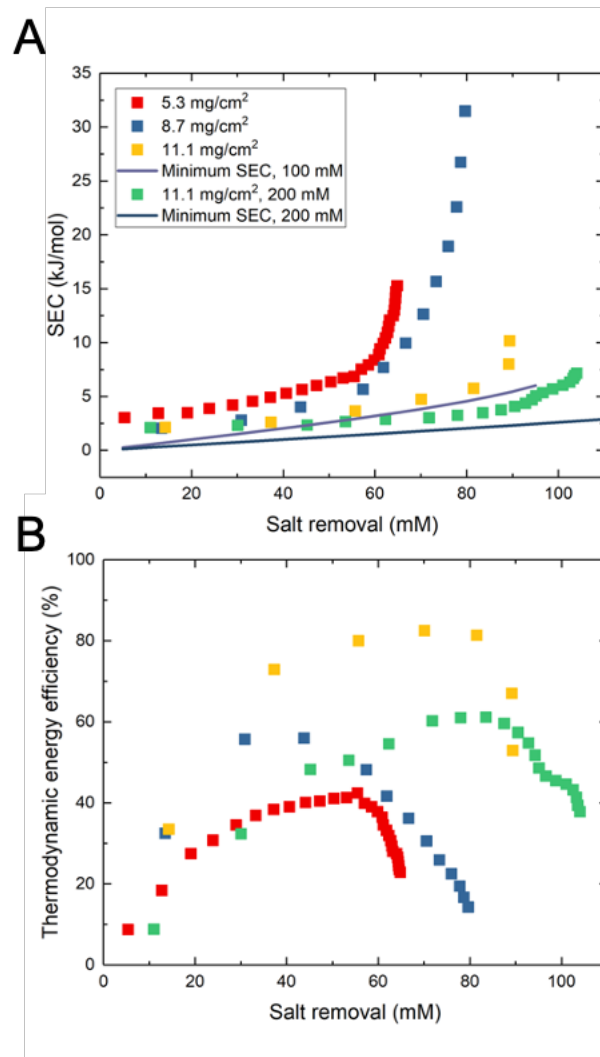 A
35
30
25
20
15
10
5
0
SEC (kJ/mol)
5.3 mg/cm²
8.7 mg/cm²
11.1 mg/cm²
Minimum SEC, 100 mM
11.1 mg/cm², 200 mM
Minimum SEC, 200 mM
0 20 40 60 80 100
Salt removal (mM)
B
100
80
60
40
20
0
Thermodynamic energy efficiency (%)
0 20 40 60 80 100
Salt removal (mM)